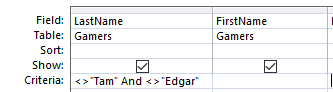 Field: LastName FirstName
Table: Gamers Gamers
Sort:
Show:
Criteria: <>"Tam" And <>"Edgar"